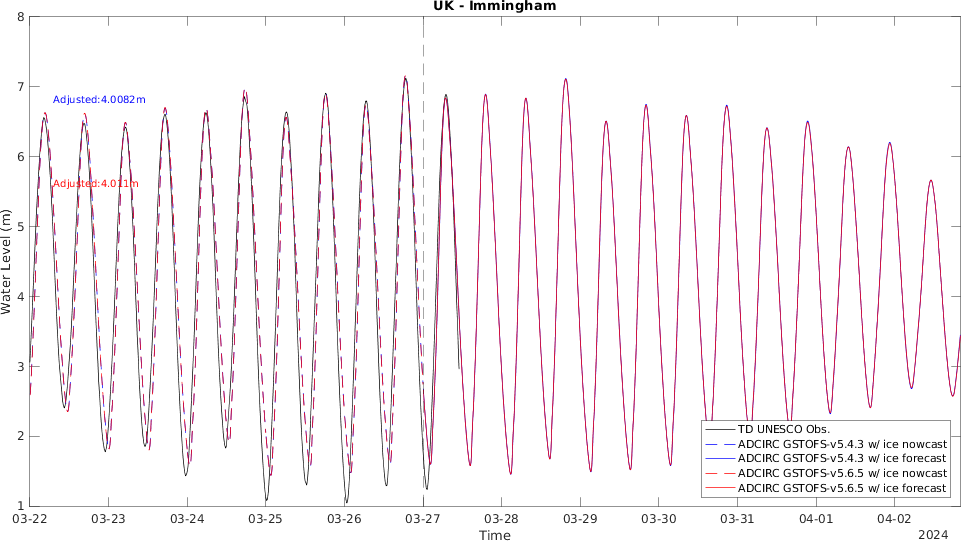 UK - Immingham
8
7
6
5
4
3
2
1
Water Level (m)
Adjusted:4.0082m
Adjusted:4.011m
TD UNESCO Obs.
ADCIRC GSTOFS-v5.4.3 w/ ice nowcast
ADCIRC GSTOFS-v5.4.3 w/ ice forecast
ADCIRC GSTOFS-v5.6.5 w/ ice nowcast
ADCIRC GSTOFS-v5.6.5 w/ ice forecast
03-22 03-23 03-24 03-25 03-26 03-27 03-28 03-29 03-30 03-31 04-01 04-02
Time
2024